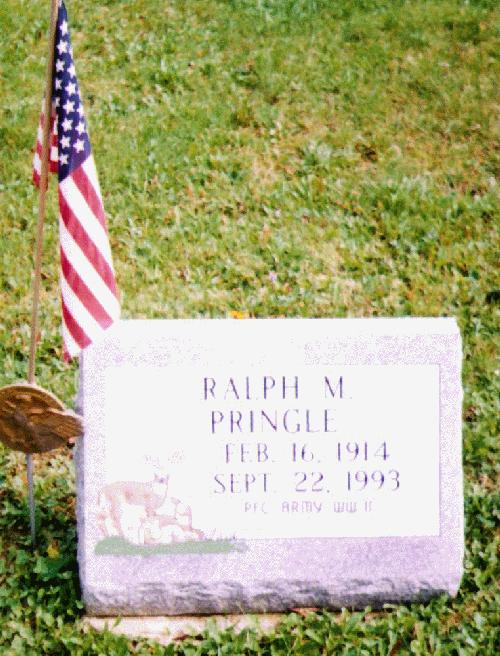 RALPH M.
PRINGLE
FEB. 16, 1914
SEPT. 22, 1993
PFC ARMY WW II